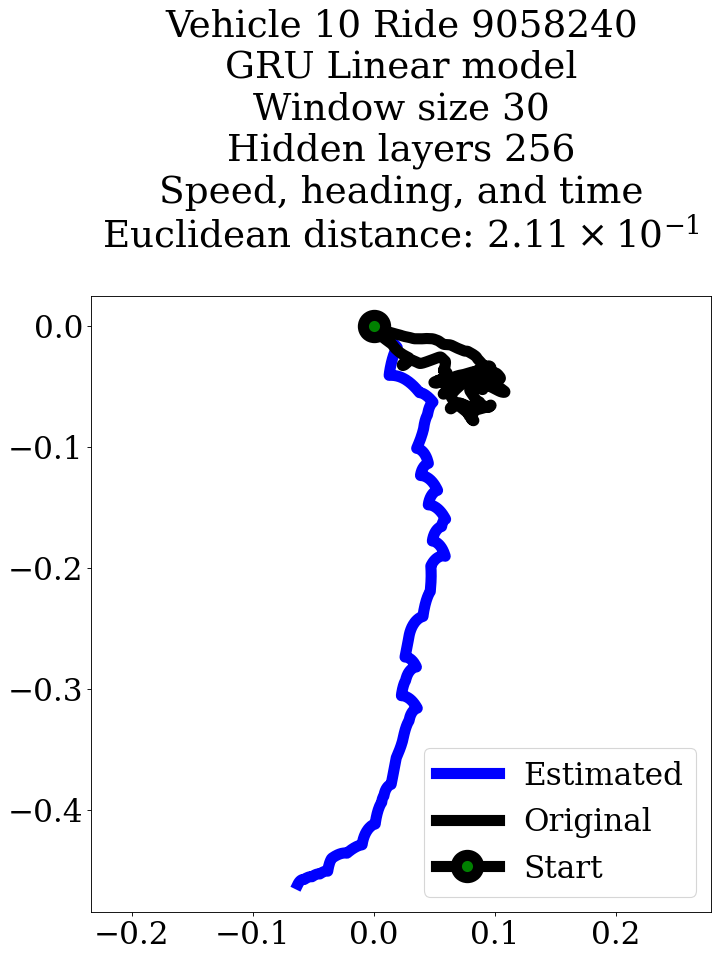 Vehicle 10 Ride 9058240
GRU Linear model
Window size 30
Hidden layers 256
Speed, heading, and time
Euclidean distance: 2.11 × 10⁻¹
0.0
−0.1
−0.2
−0.3
−0.4
Estimated
Original
Start
−0.2 −0.1 0.0 0.1 0.2